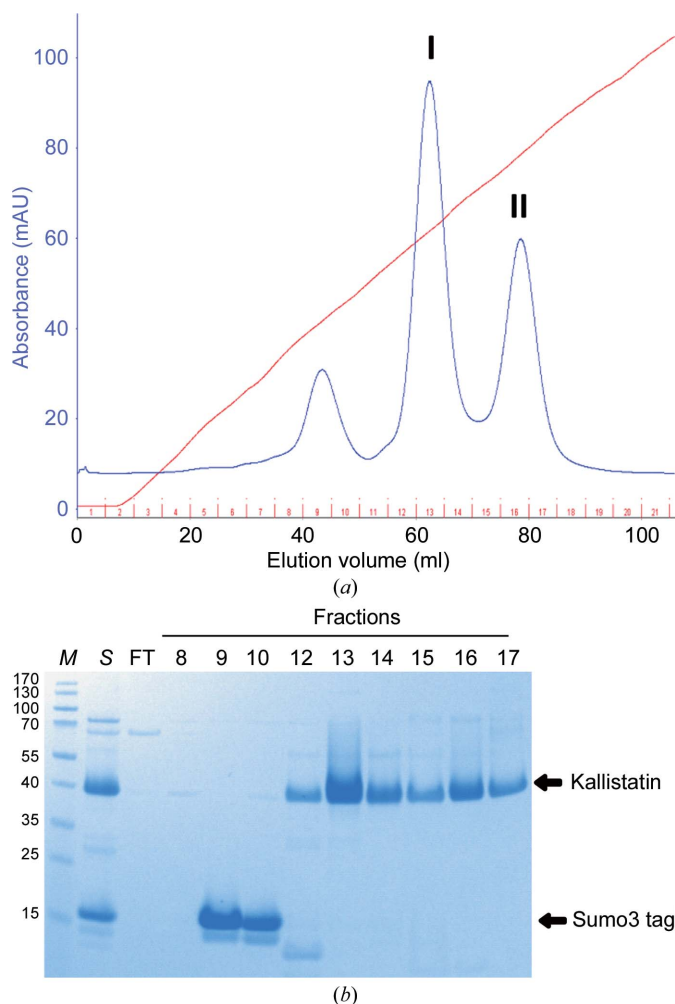 I
II
100
80
60
40
20
0
Absorbance (mAU)
1 2 3 4 5 6 7 8 9 10 11 12 13 14 15 16 17 18 19 20 21
0 20 40 60 80 100
Elution volume (ml)
(a)
Fractions
M S FT 8 9 10 12 13 14 15 16 17
170
130
100
70
55
40
Kallistatin
35
25
15
Sumo3 tag
(b)